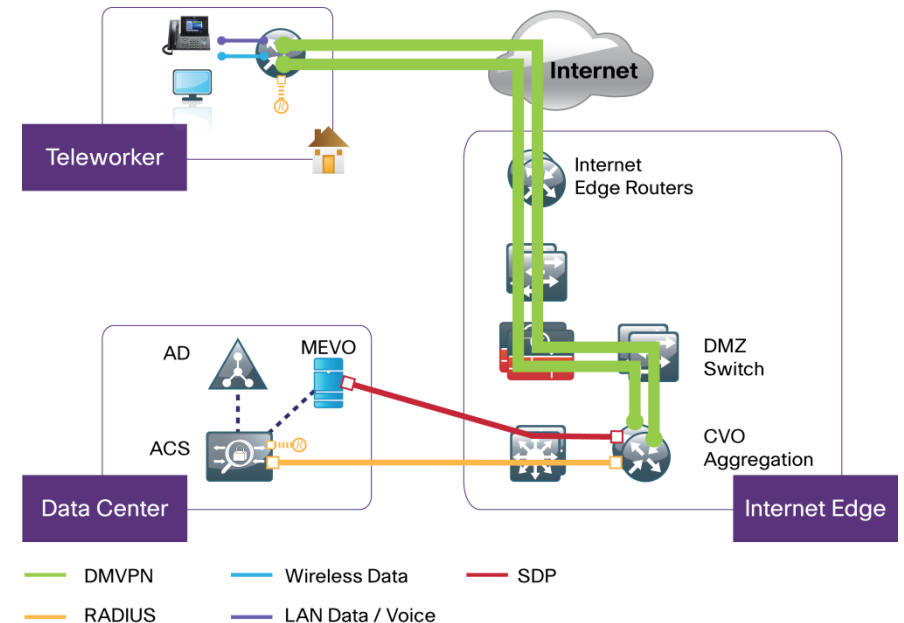 Internet
Teleworker
Internet
Edge Routers
R
AD
MEVO
DMZ
Switch
ACS
R
CVO
Aggregation
Data Center
Internet Edge
DMVPN
Wireless Data
SDP
RADIUS
LAN Data / Voice